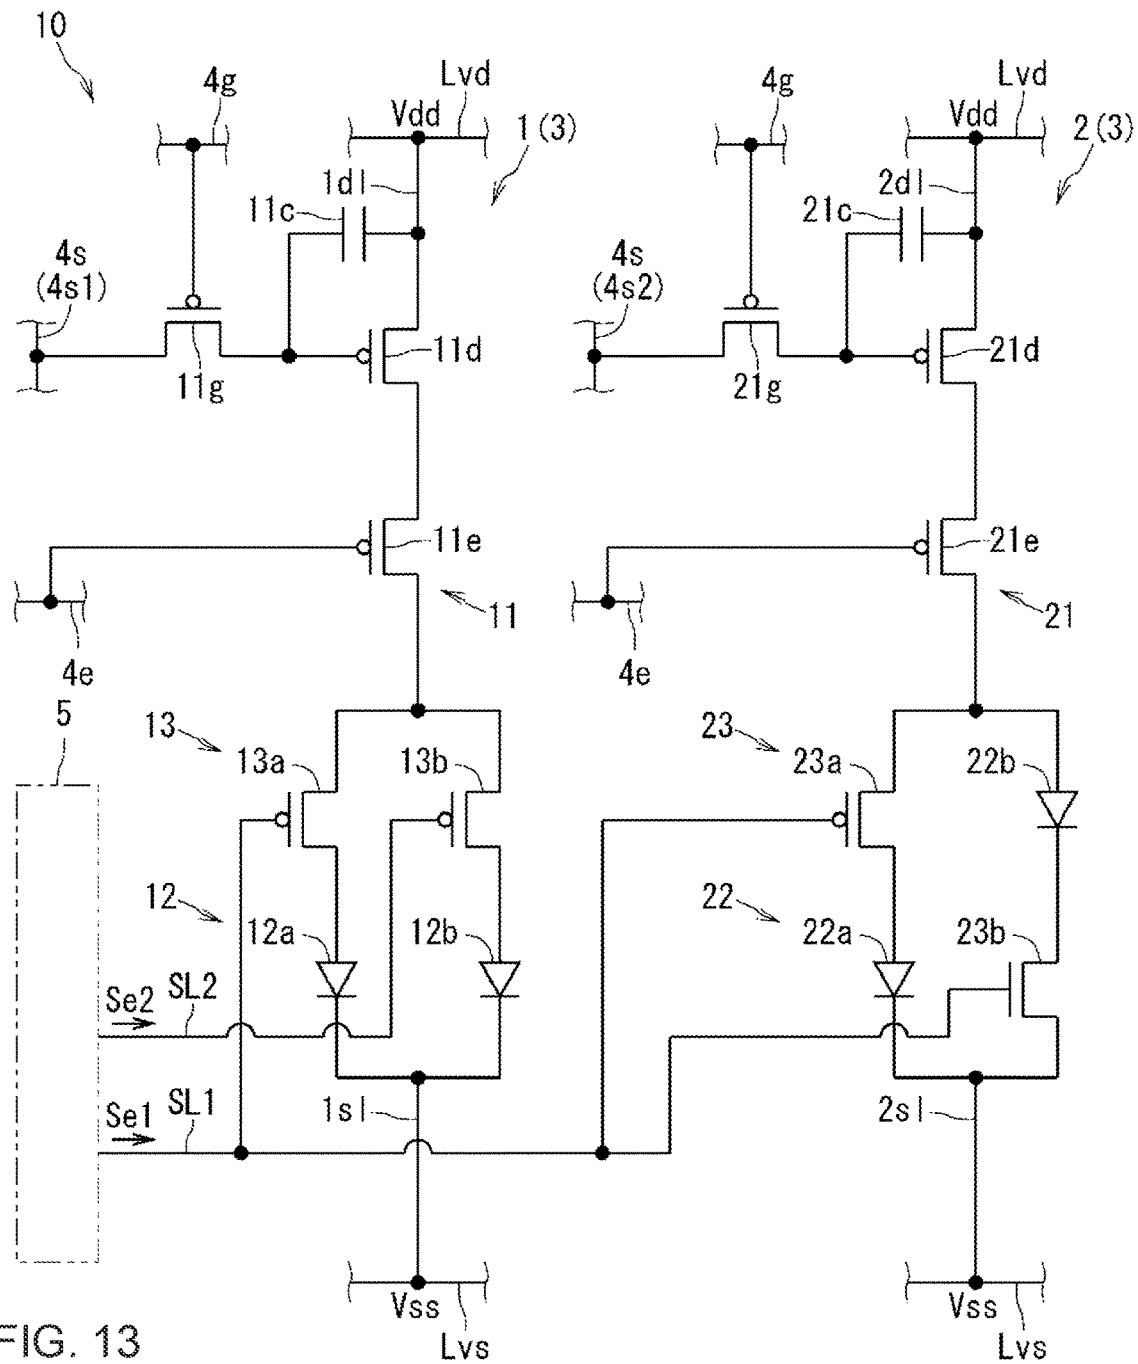 10
4g
Lvd
4g
Lvd
Vdd
1(3)
Vdd
2(3)
1dl
2dl
11c
21c
4s
(4s1)
4s
(4s2)
11d
21d
11g
21g
11e
21e
11
21
4e
4e
5
13
13a
13b
23
23a
22b
12
12a
12b
22
22a
23b
Se2
SL2
Se1
SL1
1sl
2sl
Vss
Lvs
Vss
Lvs
FIG. 13